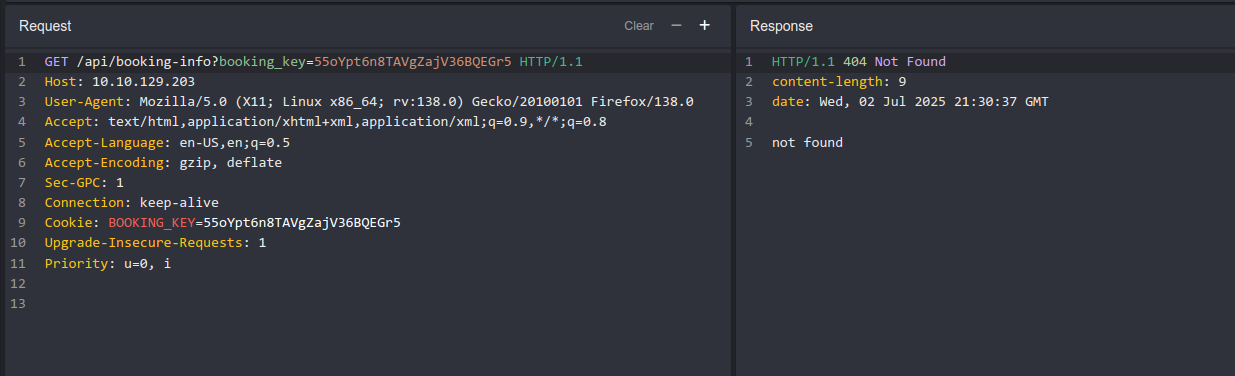 Request
Clear − +
1 GET /api/booking-info?booking_key=55oYpt6n8TAVgZajV36BQEGr5 HTTP/1.1
2 Host: 10.10.129.203
3 User-Agent: Mozilla/5.0 (X11; Linux x86_64; rv:138.0) Gecko/20100101 Firefox/138.0
4 Accept: text/html,application/xhtml+xml,application/xml;q=0.9,*/*;q=0.8
5 Accept-Language: en-US,en;q=0.5
6 Accept-Encoding: gzip, deflate
7 Sec-GPC: 1
8 Connection: keep-alive
9 Cookie: BOOKING_KEY=55oYpt6n8TAVgZajV36BQEGr5
10 Upgrade-Insecure-Requests: 1
11 Priority: u=0, i
12
13
Response
1 HTTP/1.1 404 Not Found
2 content-length: 9
3 date: Wed, 02 Jul 2025 21:30:37 GMT
4
5 not found